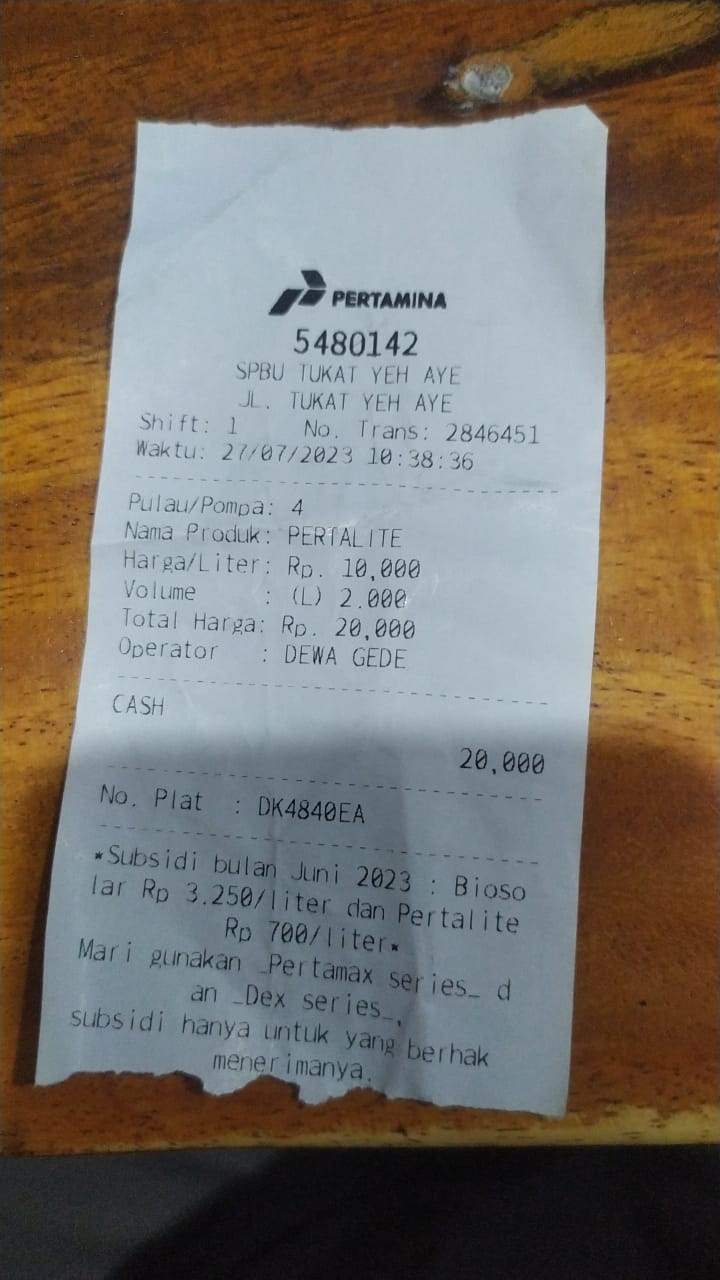 PERTAMINA
5480142
SPBU TUKAT YEH AYE
JL. TUKAT YEH AYE
Shift: 1 No. Trans: 2846451
Waktu: 27/07/2023 10:38:36
Pulau/Pompa: 4
Nama Produk: PERTALITE
Harga/Liter: Rp. 10,000
Volume : (L) 2.000
Total Harga: Rp. 20,000
Operator : DEWA GEDE
CASH
20,000
No. Plat : DK4840EA
*Subsidi bulan Juni 2023 : Bioso
lar Rp 3.250/liter dan Pertalite
Rp 700/liter*
Mari gunakan _Pertamax series_ d
an _Dex series_,
subsidi hanya untuk yang berhak
menerimanya.